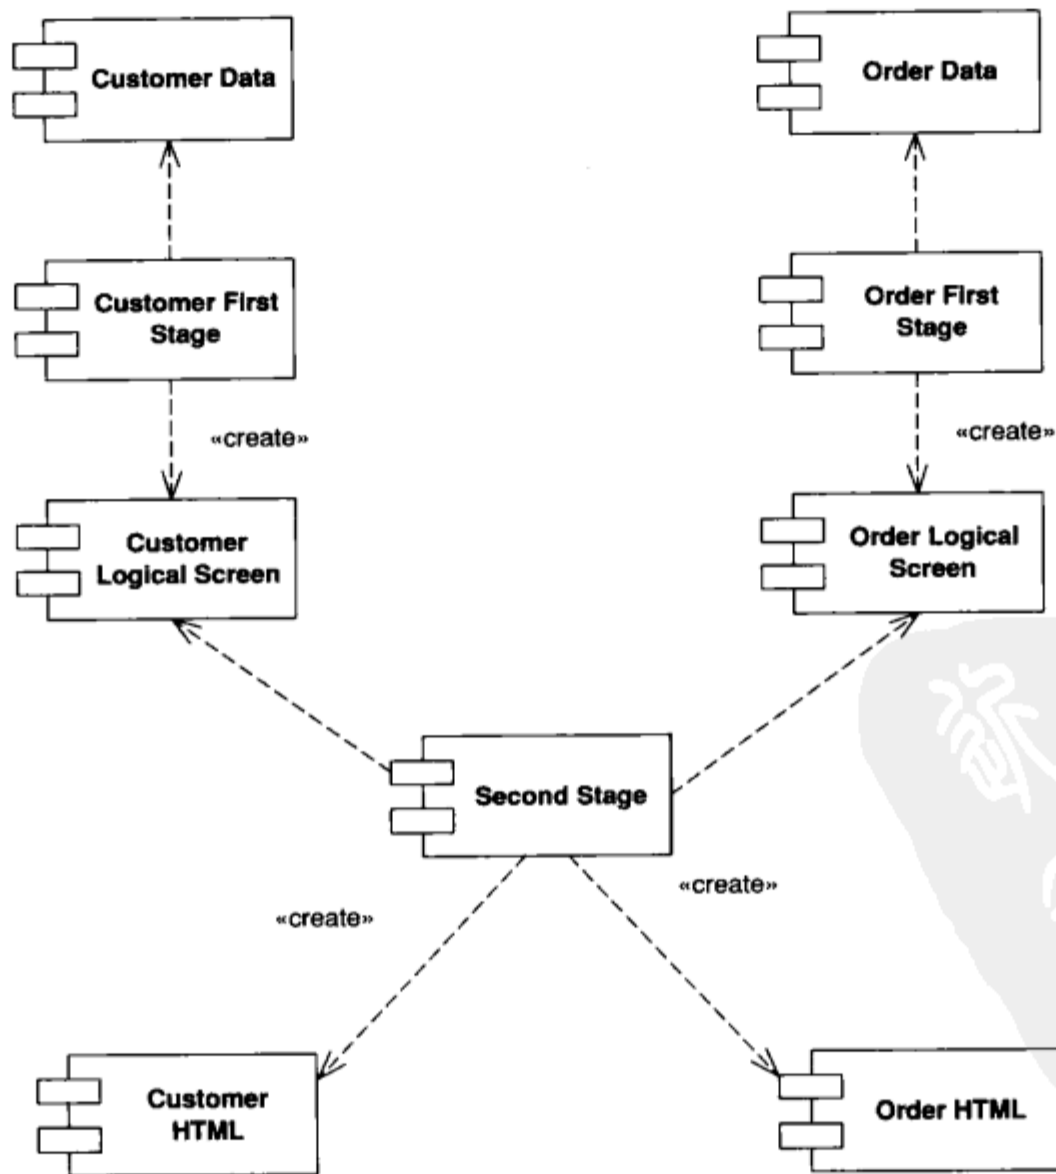 Customer Data
Order Data
Customer First
Stage
Order First
Stage
«create»
«create»
Customer
Logical Screen
Order Logical
Screen
Second Stage
«create»
«create»
Customer
HTML
Order HTML